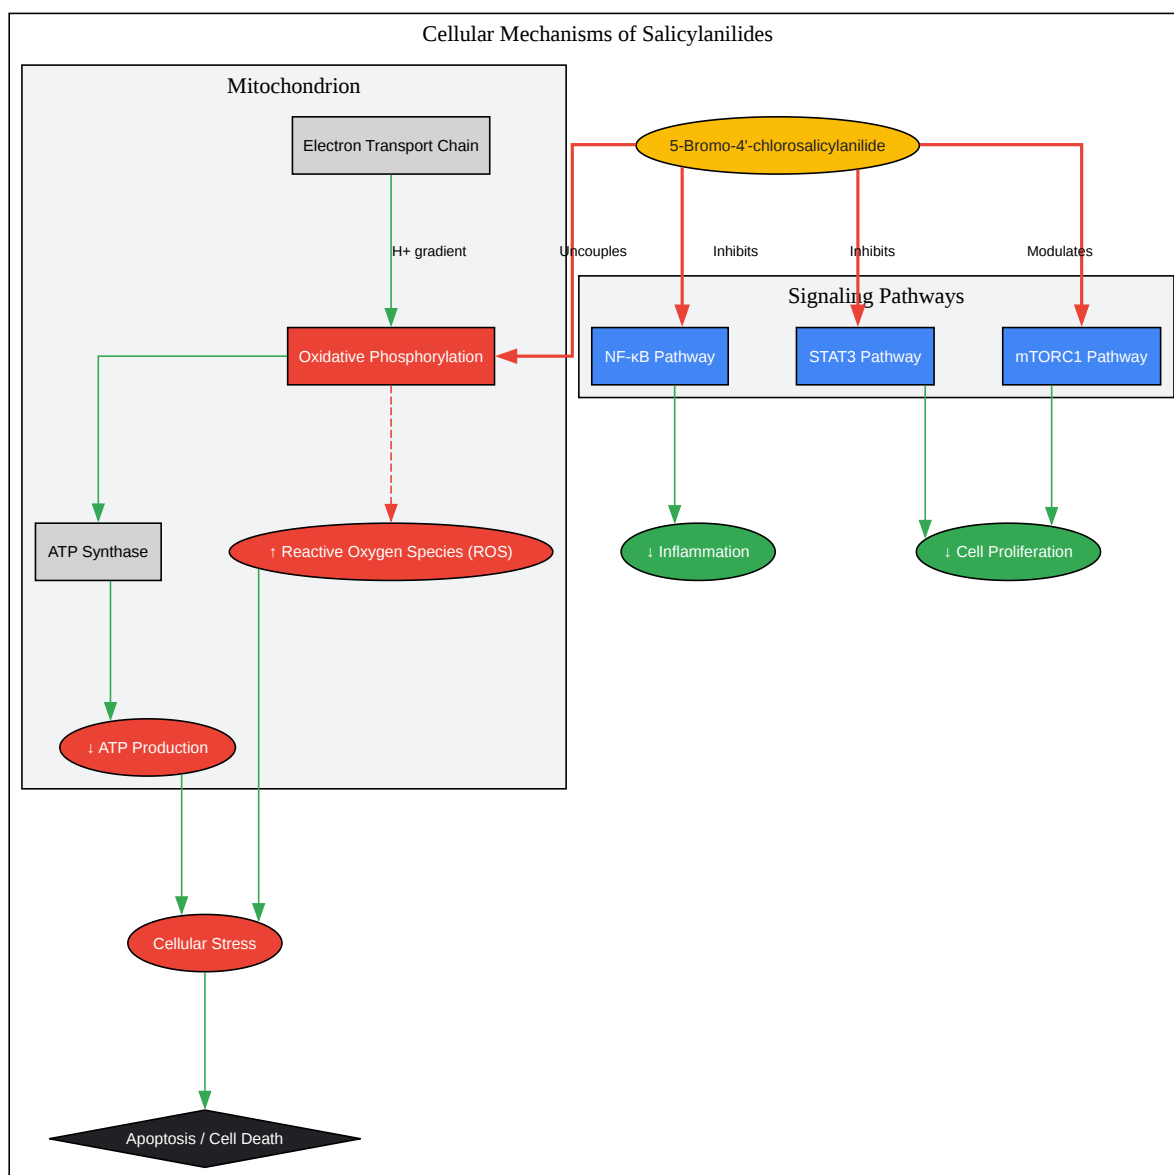 Cellular Mechanisms of Salicylanilides
Mitochondrion
Electron Transport Chain
5-Bromo-4'-chlorosalicylanilide
H+ gradient
Uncouples
Inhibits
Inhibits
Modulates
Signaling Pathways
Oxidative Phosphorylation
NF-κB Pathway
STAT3 Pathway
mTORC1 Pathway
ATP Synthase
↑ Reactive Oxygen Species (ROS)
↓ Inflammation
↓ Cell Proliferation
↓ ATP Production
Cellular Stress
Apoptosis / Cell Death